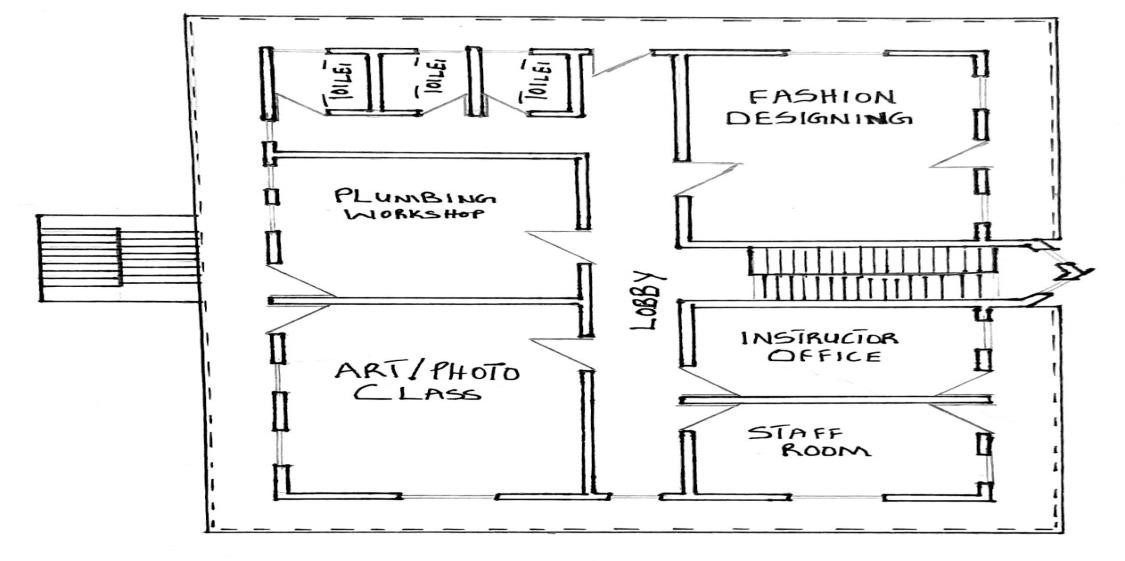 TOILET
TOILET
TOILET
FASHION
DESIGNING
PLUMBING
WORKSHOP
LOBBY
INSTRUCTOR
OFFICE
ART/PHOTO
CLASS
STAFF
ROOM